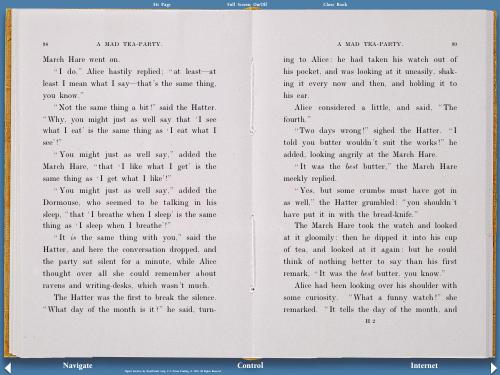 Str Page
Full Screen On/Off
Close Book
98
A MAD TEA-PARTY.
March Hare went on.
"I do," Alice hastily replied; "at least—at
least I mean what I say—that's the same thing,
you know."
"Not the same thing a bit!" said the Hatter.
"Why, you might just as well say that 'I see
what I eat' is the same thing as 'I eat what I
see'!"
"You might just as well say," added the
March Hare, "that 'I like what I get' is the
same thing as 'I get what I like'!"
"You might just as well say," added the
Dormouse, who seemed to be talking in his
sleep, "that 'I breathe when I sleep' is the same
thing as 'I sleep when I breathe'!"
"It is the same thing with you," said the
Hatter, and here the conversation dropped, and
the party sat silent for a minute, while Alice
thought over all she could remember about
ravens and writing-desks, which wasn't much.
The Hatter was the first to break the silence.
"What day of the month is it?" he said, turn-
A MAD TEA-PARTY.
99
ing to Alice: he had taken his watch out of
his pocket, and was looking at it uneasily, shak-
ing it every now and then, and holding it to
his ear.
Alice considered a little, and said, "The
fourth."
"Two days wrong!" sighed the Hatter. "I
told you butter wouldn't suit the works!" he
added, looking angrily at the March Hare.
"It was the best butter," the March Hare
meekly replied.
"Yes, but some crumbs must have got in
as well," the Hatter grumbled: "you shouldn't
have put it in with the bread-knife."
The March Hare took the watch and looked
at it gloomily: then he dipped it into his cup
of tea, and looked at it again: but he could
think of nothing better to say than his first
remark, "It was the best butter, you know."
Alice had been looking over his shoulder with
some curiosity. "What a funny watch!" she
remarked. "It tells the day of the month, and
H 2
Navigate
Control
Internet